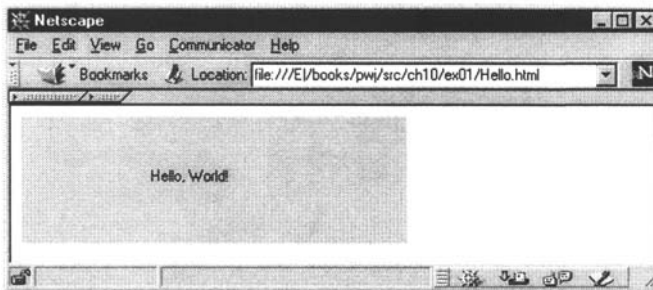 Netscape
File Edit View Go Communicator Help
Bookmarks Location: file:///E|/books/pwj/src/ch10/ex01/Hello.html N
Hello, World!